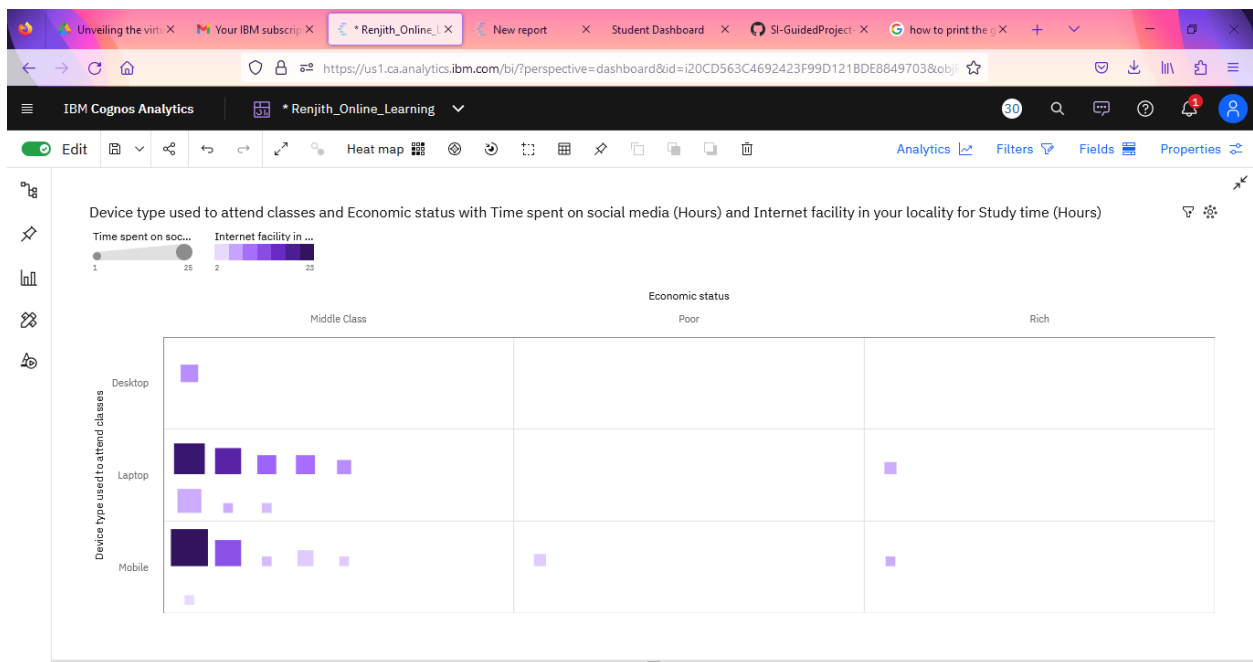 Unveiling the virt
Your IBM subscrip
* Renjith_Online_L
New report
Student Dashboard
SI-GuidedProject-
how to print the g
https://us1.ca.analytics.ibm.com/bi/?perspective=dashboard&id=i20CD563C4692423F99D121BDE8849703&obj
IBM Cognos Analytics
* Renjith_Online_Learning
30
1
Edit
Heat map
Analytics
Filters
Fields
Properties
Device type used to attend classes and Economic status with Time spent on social media (Hours) and Internet facility in your locality for Study time (Hours)
Time spent on soc... Internet facility in ...
1 25 2 23
Economic status
Middle Class Poor Rich
Device type used to attend classes
Desktop
Laptop
Mobile